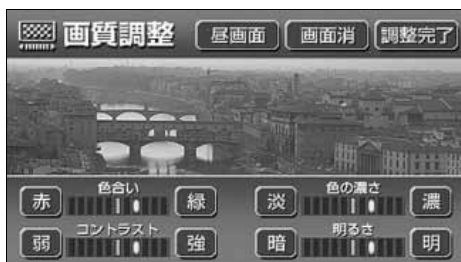 画質調整 昼画面 画面消 調整完了
色合い 色の濃さ
赤 緑 淡 濃
コントラスト 明るさ
弱 強 暗 明